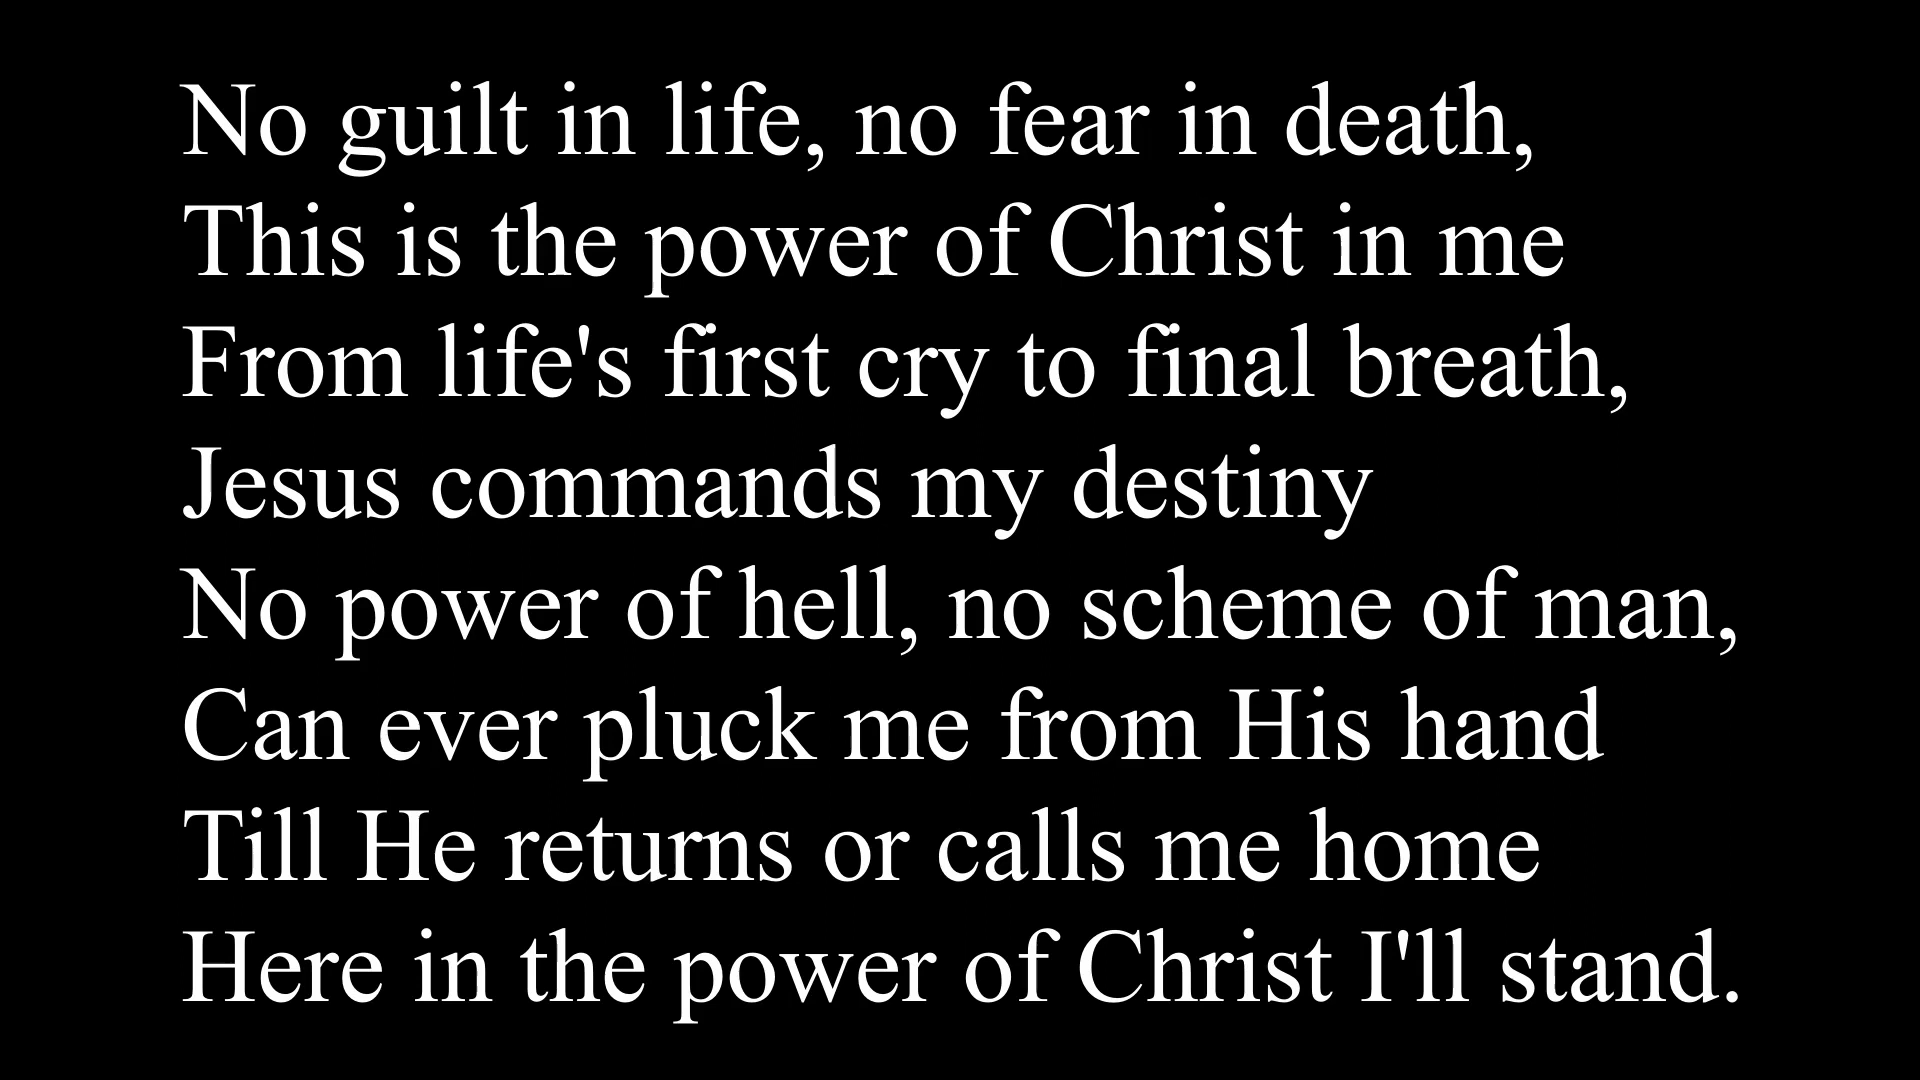 No guilt in life, no fear in death,
This is the power of Christ in me
From life's first cry to final breath,
Jesus commands my destiny
No power of hell, no scheme of man,
Can ever pluck me from His hand
Till He returns or calls me home
Here in the power of Christ I'll stand.